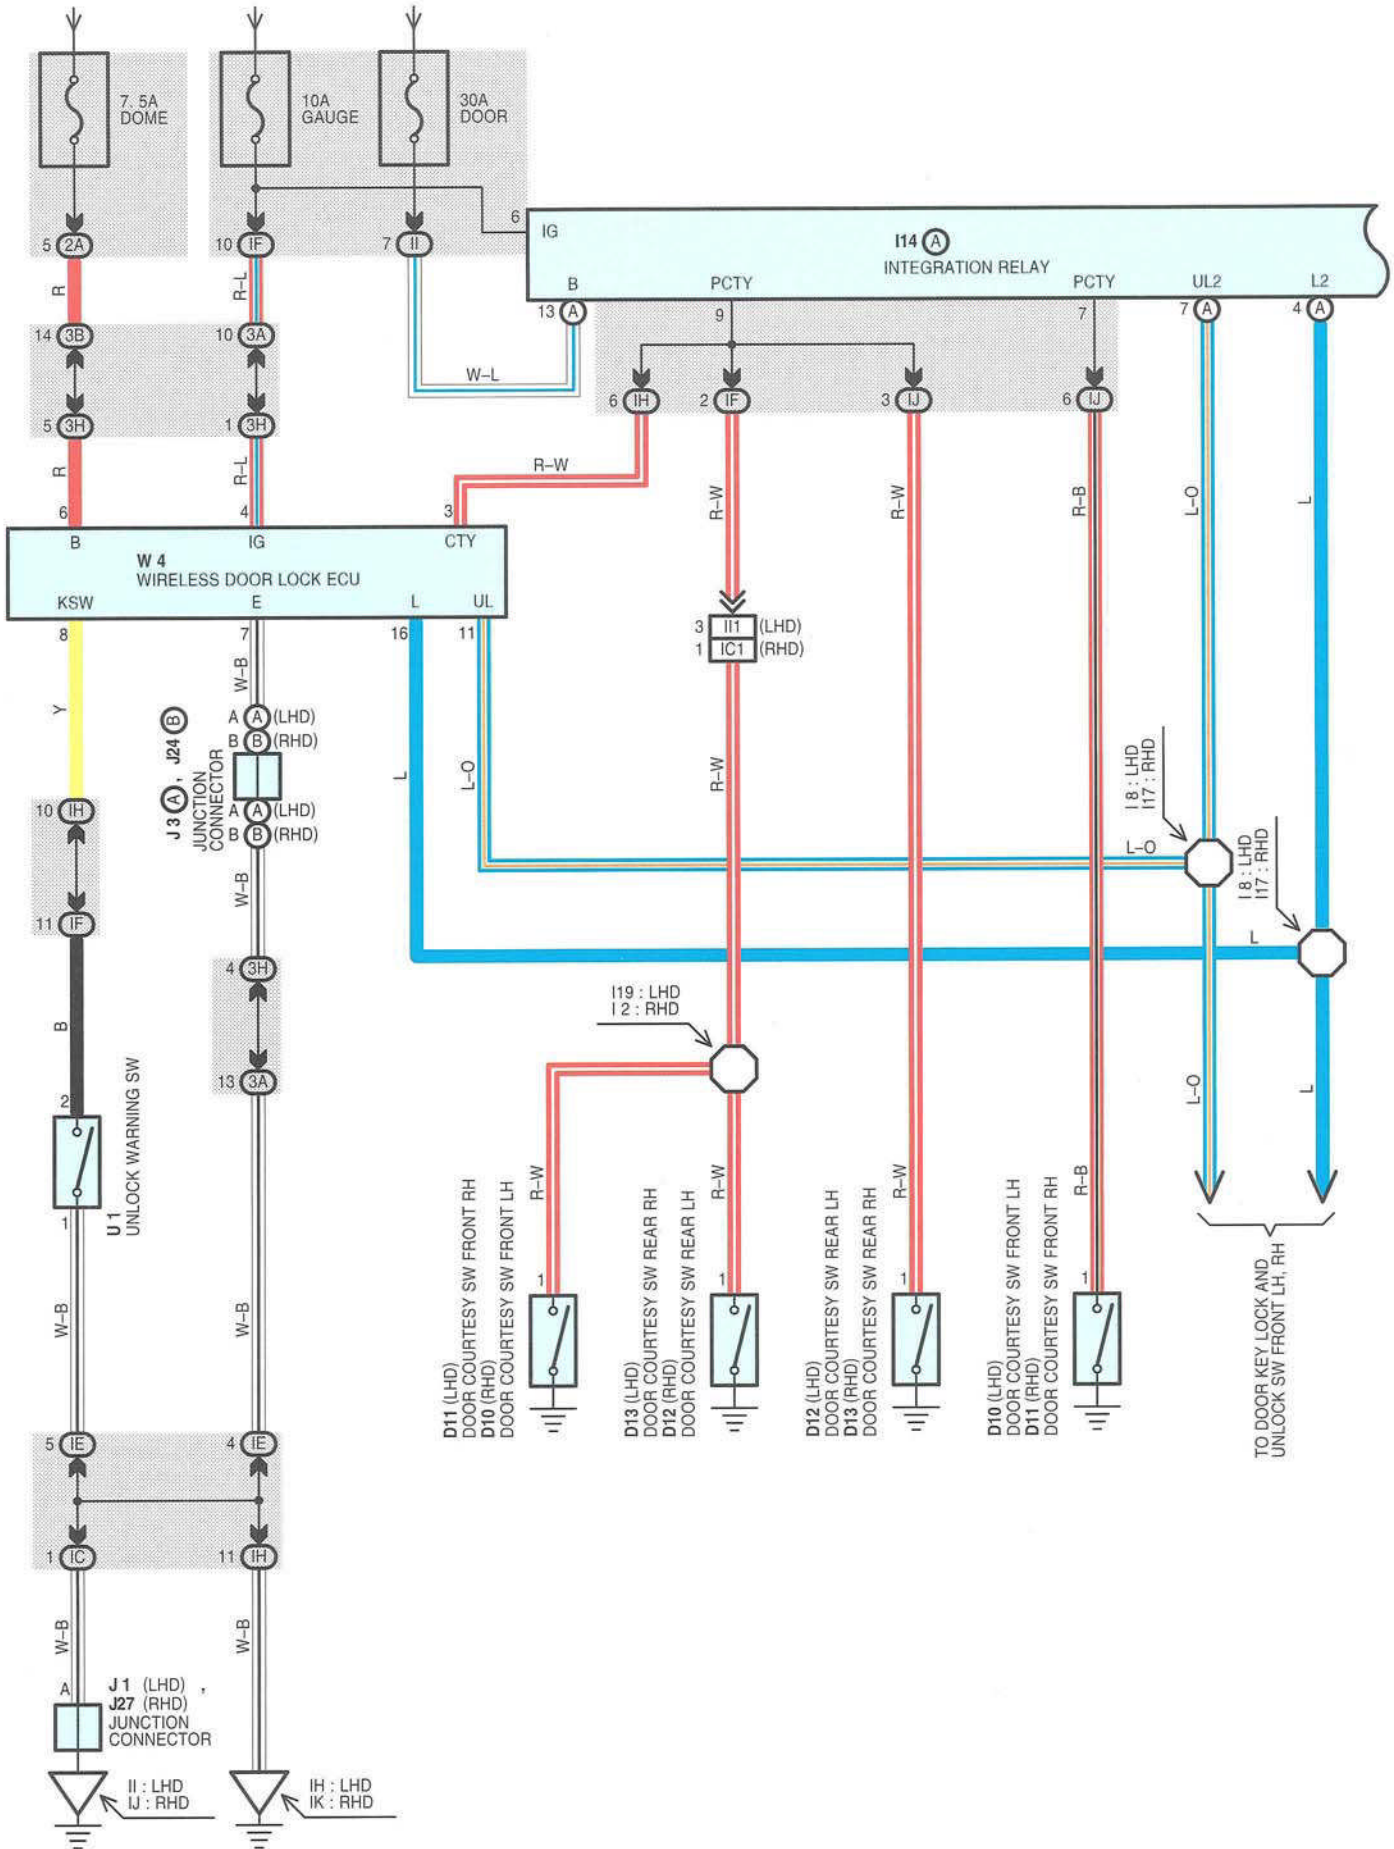 7. 5A
DOME
10A
GAUGE
30A
DOOR
5 2A
10 IF
7 II
6
IG
I14 A
INTEGRATION RELAY
B
PCTY
PCTY
UL2
L2
13 A
9
7
7 A
4 A
R
R–L
14 3B
10 3A
W–L
6 IH
2 IF
3 IJ
6 IJ
5 3H
1 3H
R
R–L
R–W
R–W
R–W
R–B
L–O
L
6
4
3
B
IG
CTY
W 4
WIRELESS DOOR LOCK ECU
KSW
E
L
UL
8
7
16
11
3 II1 (LHD)
1 IC1 (RHD)
Y
W–B
J 3 A , J24 B
JUNCTION
CONNECTOR
A A (LHD)
B B (RHD)
A A (LHD)
B B (RHD)
L
L–O
R–W
I 8 : LHD
I17 : RHD
I 8 : LHD
I17 : RHD
L–O
L
10 IH
11 IF
W–B
4 3H
13 3A
B
I19 : LHD
I 2 : RHD
2
U 1
UNLOCK WARNING SW
1
L–O
L
R–W
R–W
R–W
R–B
1
1
1
1
D11 (LHD)
DOOR COURTESY SW FRONT RH
D10 (RHD)
DOOR COURTESY SW FRONT LH
D13 (LHD)
DOOR COURTESY SW REAR RH
D12 (RHD)
DOOR COURTESY SW REAR LH
D12 (LHD)
DOOR COURTESY SW REAR LH
D13 (RHD)
DOOR COURTESY SW REAR RH
D10 (LHD)
DOOR COURTESY SW FRONT LH
D11 (RHD)
DOOR COURTESY SW FRONT RH
TO DOOR KEY LOCK AND
UNLOCK SW FRONT LH, RH
W–B
W–B
5 IE
4 IE
1 IC
11 IH
W–B
W–B
A
J 1 (LHD) ,
J27 (RHD)
JUNCTION
CONNECTOR
II : LHD
IJ : RHD
IH : LHD
IK : RHD